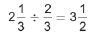 2 1/3 ÷ 2/3 = 3 1/2